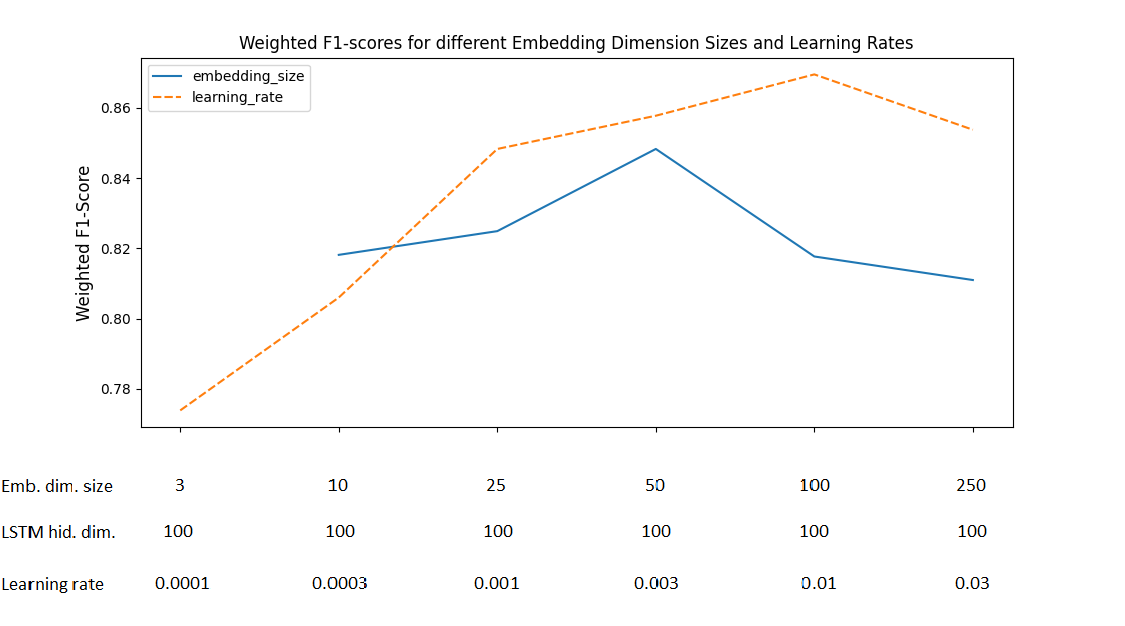 Weighted F1-scores for different Embedding Dimension Sizes and Learning Rates
embedding_size
learning_rate
Weighted F1-Score
0.86
0.84
0.82
0.80
0.78
Emb. dim. size 3 10 25 50 100 250
LSTM hid. dim. 100 100 100 100 100 100
Learning rate 0.0001 0.0003 0.001 0.003 0.01 0.03